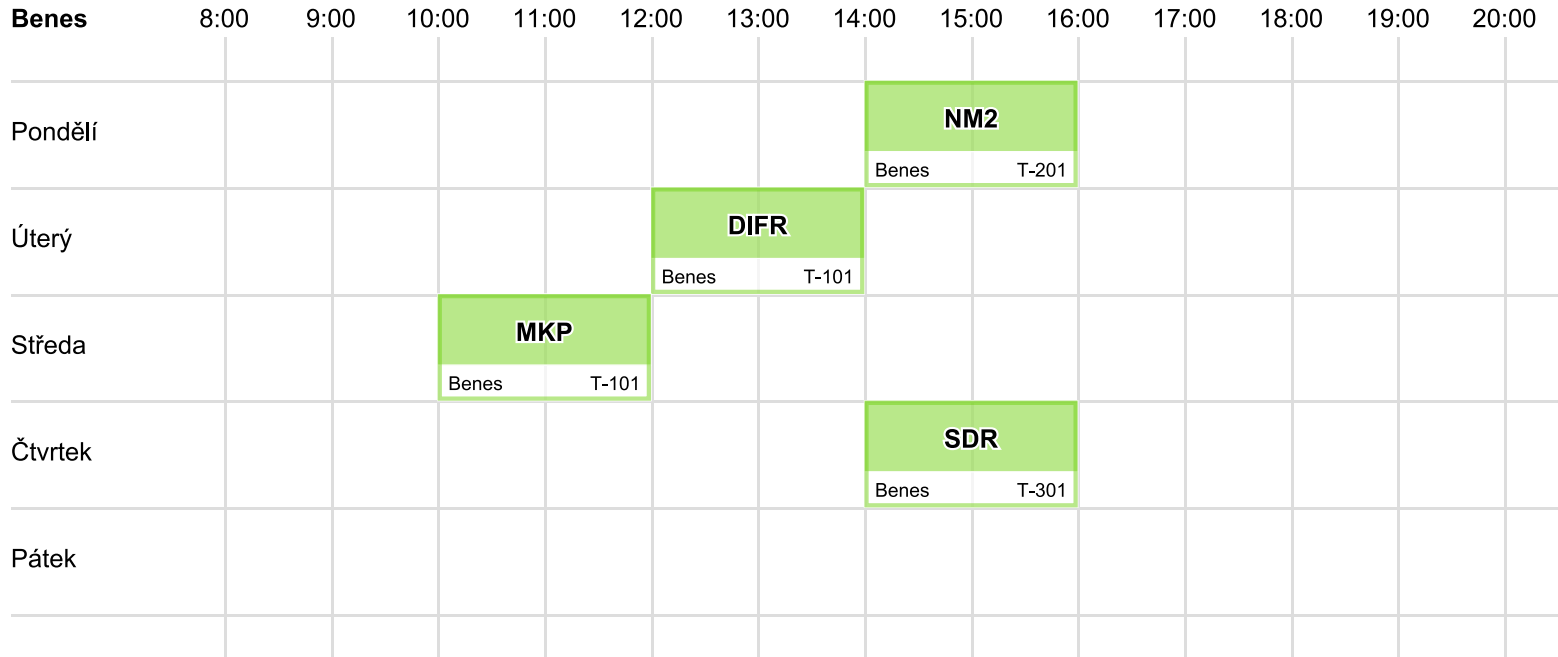 Benes 8:00 9:00 10:00 11:00 12:00 13:00 14:00 15:00 16:00 17:00 18:00 19:00 20:00
Pondělí
NM2
Benes T-201
Úterý
DIFR
Benes T-101
Středa
MKP
Benes T-101
Čtvrtek
SDR
Benes T-301
Pátek